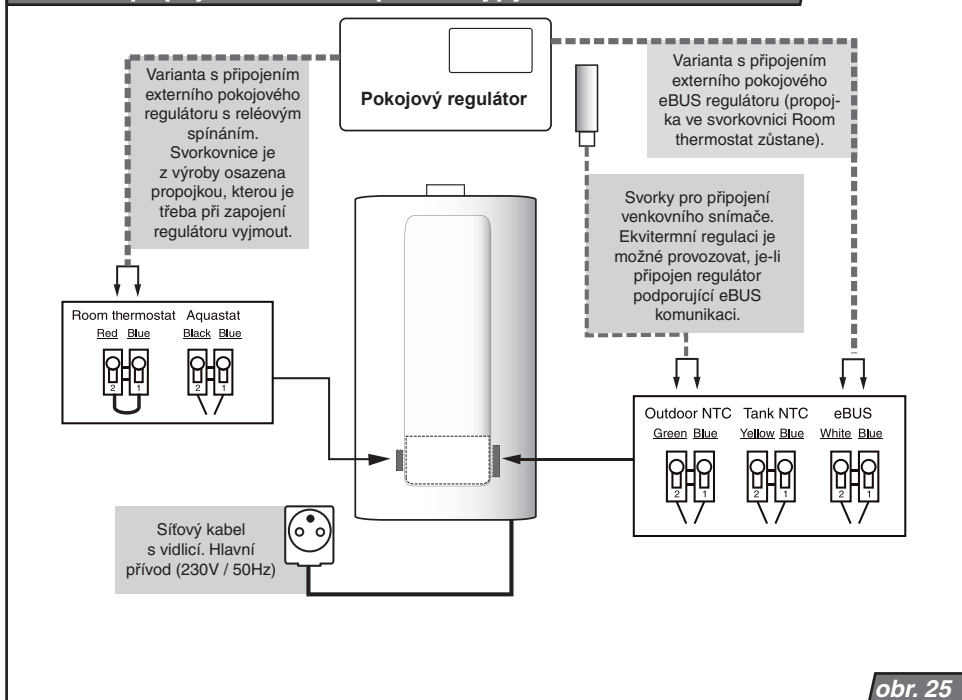 Varianta s připojením
externího pokojového
regulátoru s reléovým
spínáním.
Svorkovnice je
z výroby osazena
propojkou, kterou je
třeba při zapojení
regulátoru vyjmout.
Pokojový regulátor
Varianta s připojením
externího pokojového
eBUS regulátoru (propoj-
ka ve svorkovnici Room
thermostat zůstane).
Svorky pro připojení
venkovního snímače.
Ekvitermní regulaci je
možné provozovat, je-li
připojen regulátor
podporující eBUS
komunikaci.
Room thermostat Aquastat
Red Blue Black Blue
2 1 2 1
Outdoor NTC Tank NTC eBUS
Green Blue Yellow Blue White Blue
2 1 2 1 2 1
Síťový kabel
s vidlicí. Hlavní
přívod (230V / 50Hz)
obr. 25